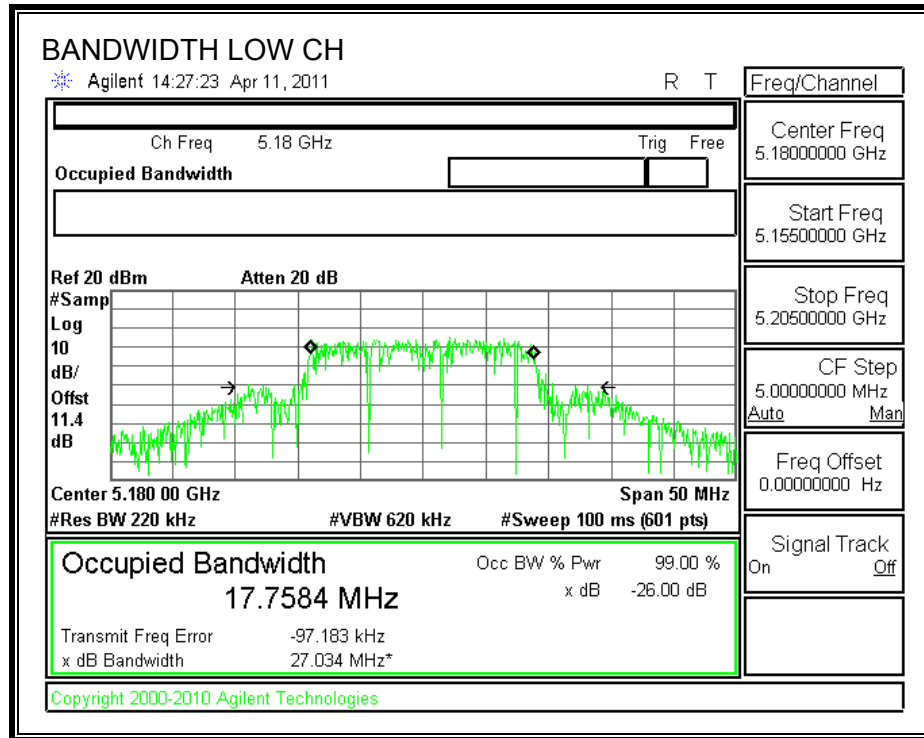 BANDWIDTH LOW CH
Agilent 14:27:23 Apr 11, 2011 R T
Ch Freq 5.18 GHz Trig Free
Occupied Bandwidth
Ref 20 dBm Atten 20 dB
#Samp
Log
10
dB/
Offst
11.4
dB
Center 5.180 00 GHz Span 50 MHz
#Res BW 220 kHz #VBW 620 kHz #Sweep 100 ms (601 pts)
Occupied Bandwidth
17.7584 MHz
Occ BW % Pwr 99.00 %
x dB -26.00 dB
Transmit Freq Error -97.183 kHz
x dB Bandwidth 27.034 MHz*
Copyright 2000-2010 Agilent Technologies
Freq/Channel
Center Freq
5.18000000 GHz
Start Freq
5.15500000 GHz
Stop Freq
5.20500000 GHz
CF Step
5.00000000 MHz
Auto Man
Freq Offset
0.00000000 Hz
Signal Track
On Off